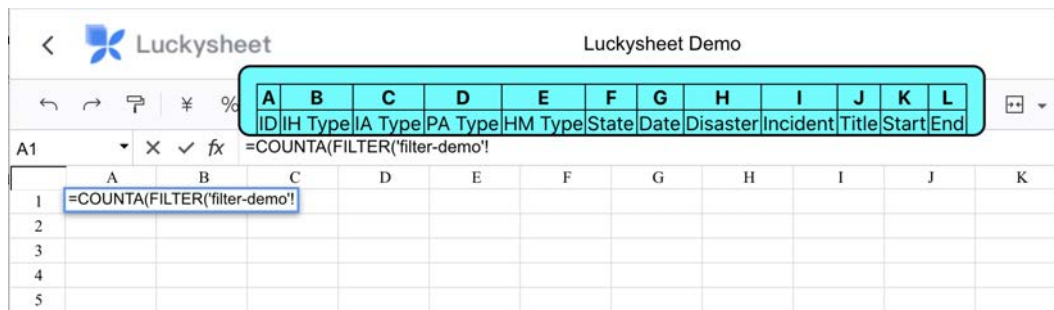 Luckysheet Luckysheet Demo
¥ %
A B C D E F G H I J K L
ID IH Type IA Type PA Type HM Type State Date Disaster Incident Title Start End
A1 fx =COUNTA(FILTER('filter-demo'!
A B C D E F G H I J K
1 =COUNTA(FILTER('filter-demo'!
2
3
4
5